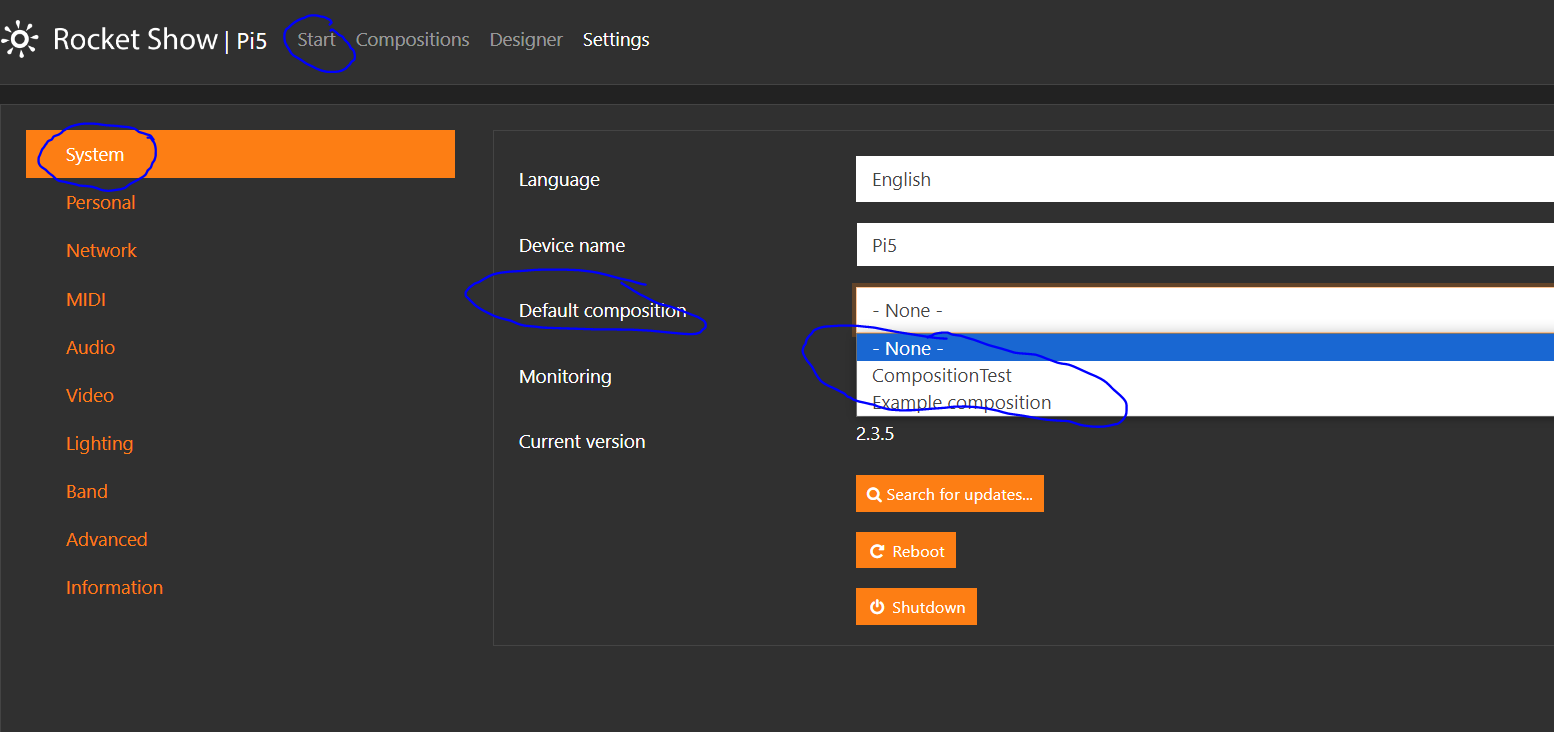 Rocket Show | Pi5 Start Compositions Designer Settings
System
Personal
Network
MIDI
Audio
Video
Lighting
Band
Advanced
Information
Language English
Device name Pi5
Default composition - None -
- None -
CompositionTest
Example composition
Monitoring
Current version 2.3.5
Search for updates...
Reboot
Shutdown